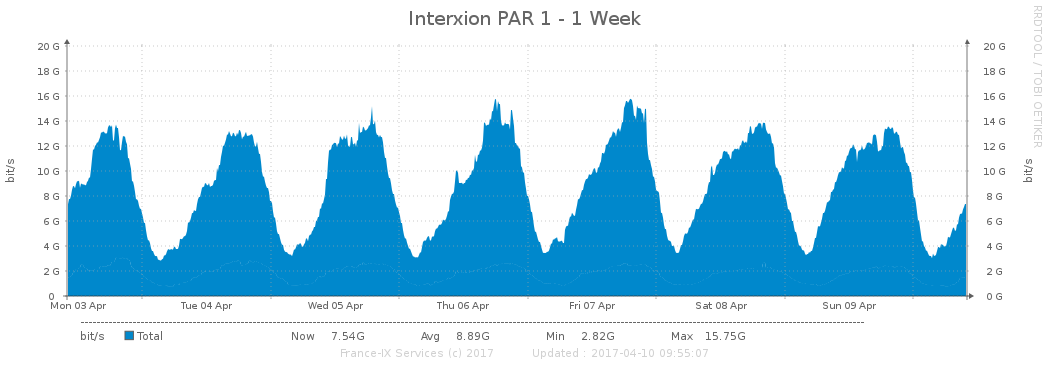 Interxion PAR 1 - 1 Week
RRDTOOL / TOBI OETIKER
20 G 20 G
18 G 18 G
16 G 16 G
14 G 14 G
12 G 12 G
10 G 10 G
8 G 8 G
6 G 6 G
4 G 4 G
2 G 2 G
0 0 G
bit/s
bit/s
Mon 03 Apr Tue 04 Apr Wed 05 Apr Thu 06 Apr Fri 07 Apr Sat 08 Apr Sun 09 Apr
bit/s Total Now 7.54G Avg 8.89G Min 2.82G Max 15.75G
France-IX Services (c) 2017 Updated : 2017-04-10 09:55:07